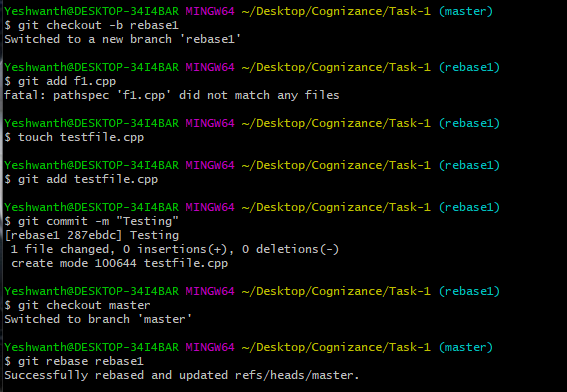 Yeshwanth@DESKTOP-34I4BAR MINGW64 ~/Desktop/Cognizance/Task-1 (master)
$ git checkout -b rebase1
Switched to a new branch 'rebase1'
Yeshwanth@DESKTOP-34I4BAR MINGW64 ~/Desktop/Cognizance/Task-1 (rebase1)
$ git add f1.cpp
fatal: pathspec 'f1.cpp' did not match any files
Yeshwanth@DESKTOP-34I4BAR MINGW64 ~/Desktop/Cognizance/Task-1 (rebase1)
$ touch testfile.cpp
Yeshwanth@DESKTOP-34I4BAR MINGW64 ~/Desktop/Cognizance/Task-1 (rebase1)
$ git add testfile.cpp
Yeshwanth@DESKTOP-34I4BAR MINGW64 ~/Desktop/Cognizance/Task-1 (rebase1)
$ git commit -m "Testing"
[rebase1 287ebdc] Testing
 1 file changed, 0 insertions(+), 0 deletions(-)
 create mode 100644 testfile.cpp
Yeshwanth@DESKTOP-34I4BAR MINGW64 ~/Desktop/Cognizance/Task-1 (rebase1)
$ git checkout master
Switched to branch 'master'
Yeshwanth@DESKTOP-34I4BAR MINGW64 ~/Desktop/Cognizance/Task-1 (master)
$ git rebase rebase1
Successfully rebased and updated refs/heads/master.